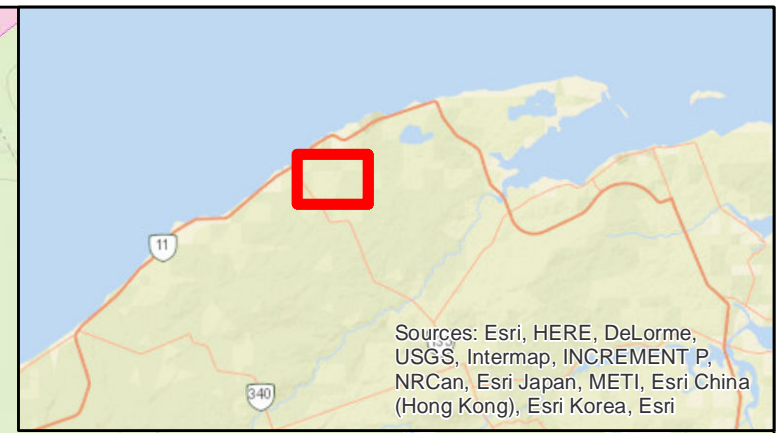 11
Sources: Esri, HERE, DeLorme,
USGS, Intermap, INCREMENT P,
NRCan, Esri Japan, METI, Esri China
(Hong Kong), Esri Korea, Esri
340